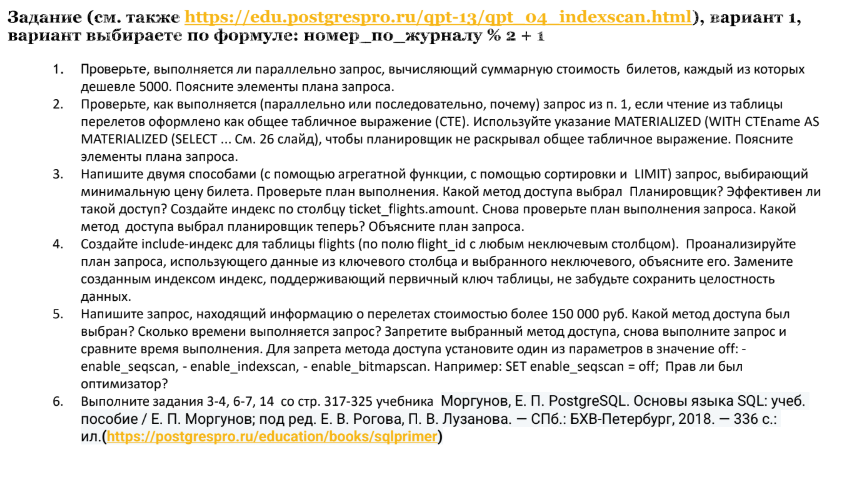 Задание (см. также https://edu.postgrespro.ru/qpt-13/qpt_04_indexscan.html), вариант 1,
вариант выбираете по формуле: номер_по_журналу % 2 + 1
1. Проверьте, выполняется ли параллельно запрос, вычисляющий суммарную стоимость билетов, каждый из которых
дешевле 5000. Поясните элементы плана запроса.
2. Проверьте, как выполняется (параллельно или последовательно, почему) запрос из п. 1, если чтение из таблицы
перелетов оформлено как общее табличное выражение (CTE). Используйте указание MATERIALIZED (WITH CTEname AS
MATERIALIZED (SELECT ... См. 26 слайд), чтобы планировщик не раскрывал общее табличное выражение. Поясните
элементы плана запроса.
3. Напишите двумя способами (с помощью агрегатной функции, с помощью сортировки и LIMIT) запрос, выбирающий
минимальную цену билета. Проверьте план выполнения. Какой метод доступа выбрал Планировщик? Эффективен ли
такой доступ? Создайте индекс по столбцу ticket_flights.amount. Снова проверьте план выполнения запроса. Какой
метод доступа выбрал планировщик теперь? Объясните план запроса.
4. Создайте include-индекс для таблицы flights (по полю flight_id с любым неключевым столбцом). Проанализируйте
план запроса, использующего данные из ключевого столбца и выбранного неключевого, объясните его. Замените
созданным индексом индекс, поддерживающий первичный ключ таблицы, не забудьте сохранить целостность
данных.
5. Напишите запрос, находящий информацию о перелетах стоимостью более 150 000 руб. Какой метод доступа был
выбран? Сколько времени выполняется запрос? Запретите выбранный метод доступа, снова выполните запрос и
сравните время выполнения. Для запрета метода доступа установите один из параметров в значение off: -
enable_seqscan, - enable_indexscan, - enable_bitmapscan. Например: SET enable_seqscan = off; Прав ли был
оптимизатор?
6. Выполните задания 3-4, 6-7, 14 со стр. 317-325 учебника Моргунов, Е. П. PostgreSQL. Основы языка SQL: учеб.
пособие / Е. П. Моргунов; под ред. Е. В. Рогова, П. В. Лузанова. — СПб.: БХВ-Петербург, 2018. — 336 с.:
ил.(https://postgrespro.ru/education/books/sqlprimer)